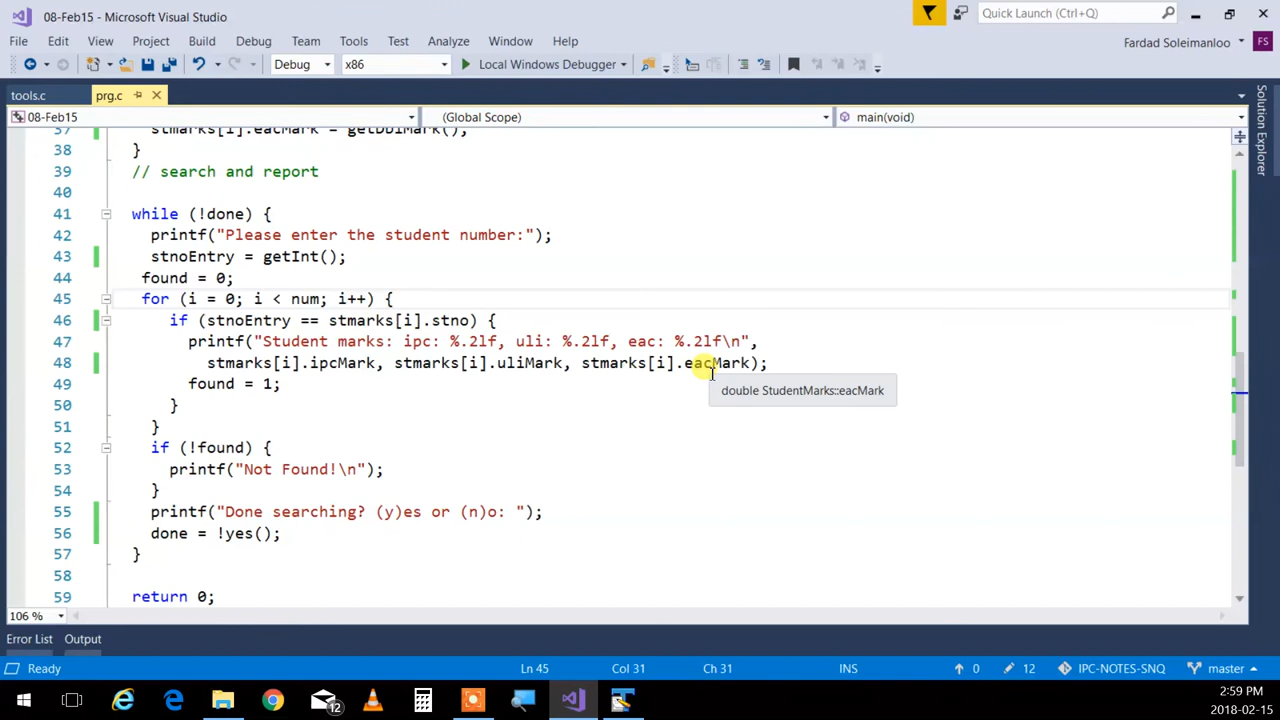 08-Feb15 - Microsoft Visual Studio
Quick Launch (Ctrl+Q)
File Edit View Project Build Debug Team Tools Test Analyze Window Help
Fardad Soleimanloo FS
Debug x86 Local Windows Debugger
tools.c prg.c
08-Feb15 (Global Scope) main(void)
Solution Explorer
37 stmarks[i].eacMark = getDblMark();
38 }
39 // search and report
40
41 while (!done) {
42 printf("Please enter the student number:");
43 stnoEntry = getInt();
44 found = 0;
45 for (i = 0; i < num; i++) {
46 if (stnoEntry == stmarks[i].stno) {
47 printf("Student marks: ipc: %.2lf, uli: %.2lf, eac: %.2lf\n",
48 stmarks[i].ipcMark, stmarks[i].uliMark, stmarks[i].eacMark);
49 found = 1;
double StudentMarks::eacMark
50 }
51 }
52 if (!found) {
53 printf("Not Found!\n");
54 }
55 printf("Done searching? (y)es or (n)o: ");
56 done = !yes();
57 }
58
59 return 0;
106 %
Error List Output
Ready Ln 45 Col 31 Ch 31 INS 0 12 IPC-NOTES-SNQ master
12
2:59 PM
2018-02-15